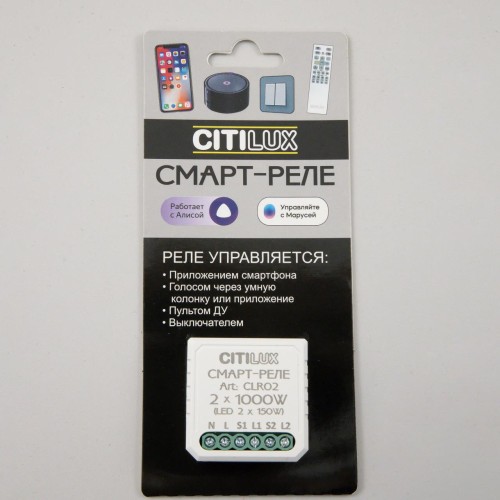 CITILUX
СМАРТ-РЕЛЕ
Работает
с Алисой
Управляйте
с Марусей
РЕЛЕ УПРАВЛЯЕТСЯ:
• Приложением смартфона
• Голосом через умную
колонку или приложение
• Пультом ДУ
• Выключателем
CITILUX
СМАРТ-РЕЛЕ
Art: CLR02
2 x 1000W
(LED 2 x 150W)
N L S1 L1 S2 L2